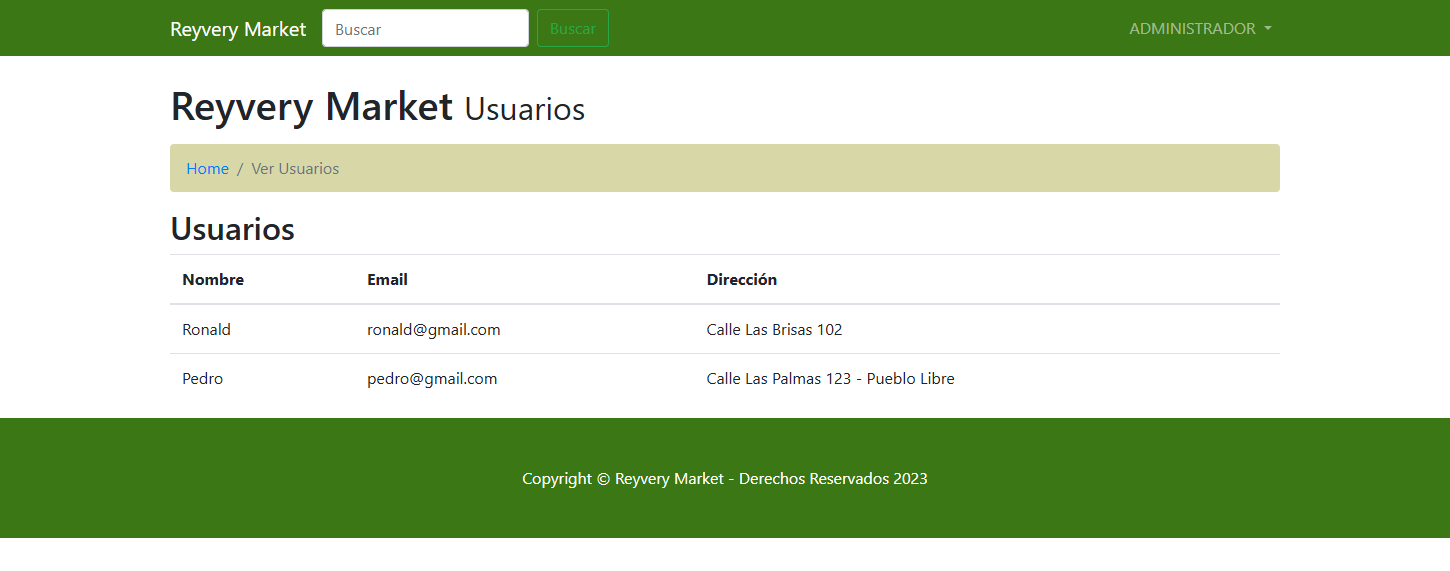 Reyvery Market Buscar Buscar ADMINISTRADOR
Reyvery Market Usuarios
Home / Ver Usuarios
Usuarios
Nombre Email Dirección
Ronald ronald@gmail.com Calle Las Brisas 102
Pedro pedro@gmail.com Calle Las Palmas 123 - Pueblo Libre
Copyright © Reyvery Market - Derechos Reservados 2023